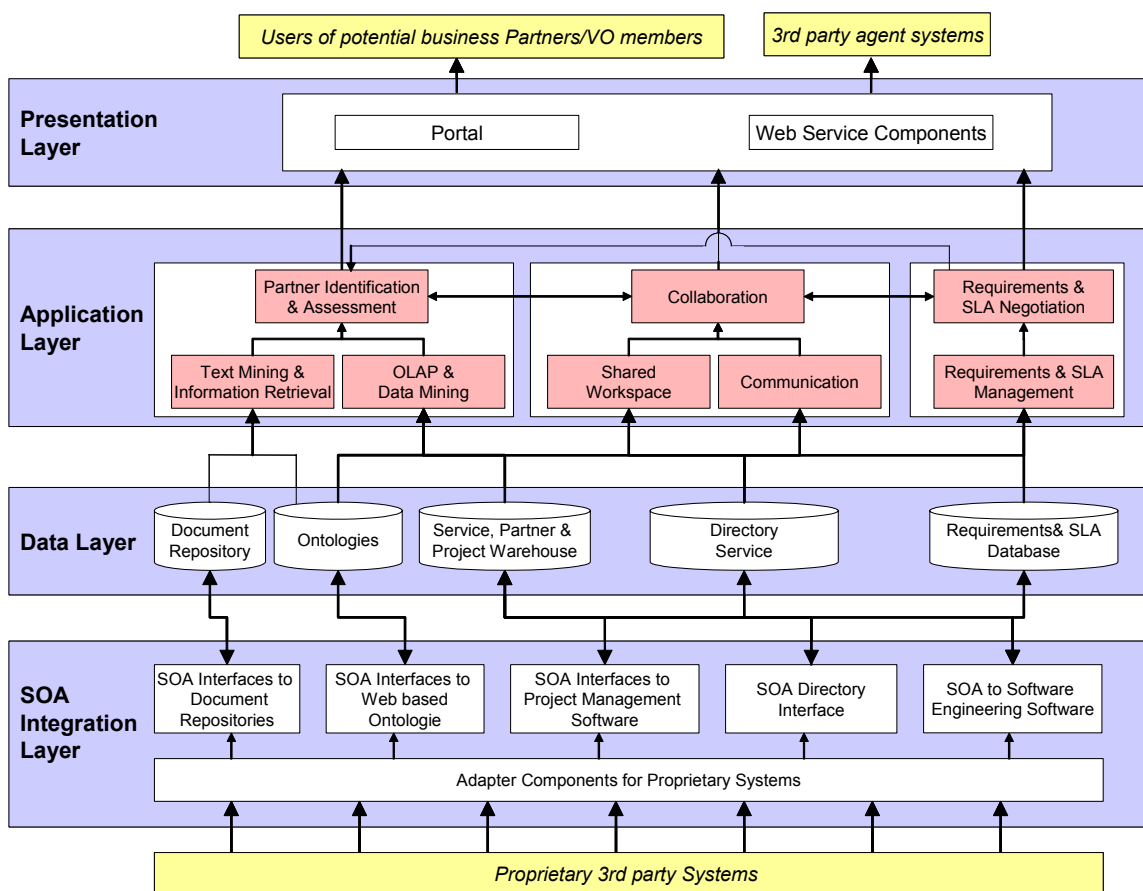 Users of potential business Partners/VO members
3rd party agent systems
Presentation
Layer
Portal
Web Service Components
Application
Layer
Partner Identification
& Assessment
Collaboration
Requirements &
SLA Negotiation
Text Mining &
Information Retrieval
OLAP &
Data Mining
Shared
Workspace
Communication
Requirements & SLA
Management
Data Layer
Document
Repository
Ontologies
Service, Partner &
Project Warehouse
Directory
Service
Requirements& SLA
Database
SOA
Integration
Layer
SOA Interfaces to
Document
Repositories
SOA Interfaces to
Web based
Ontologie
SOA Interfaces to
Project Management
Software
SOA Directory
Interface
SOA to Software
Engineering Software
Adapter Components for Proprietary Systems
Proprietary 3rd party Systems